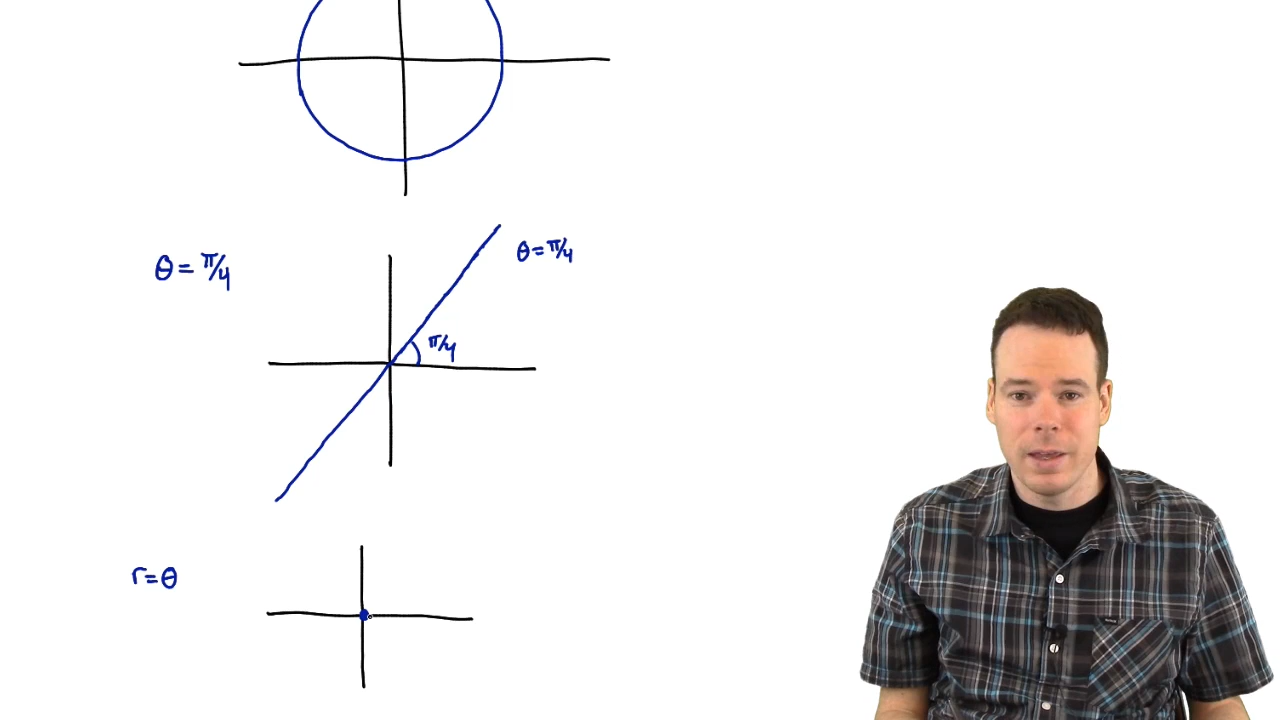 θ = π/4
θ = π/4
π/4
r = θ